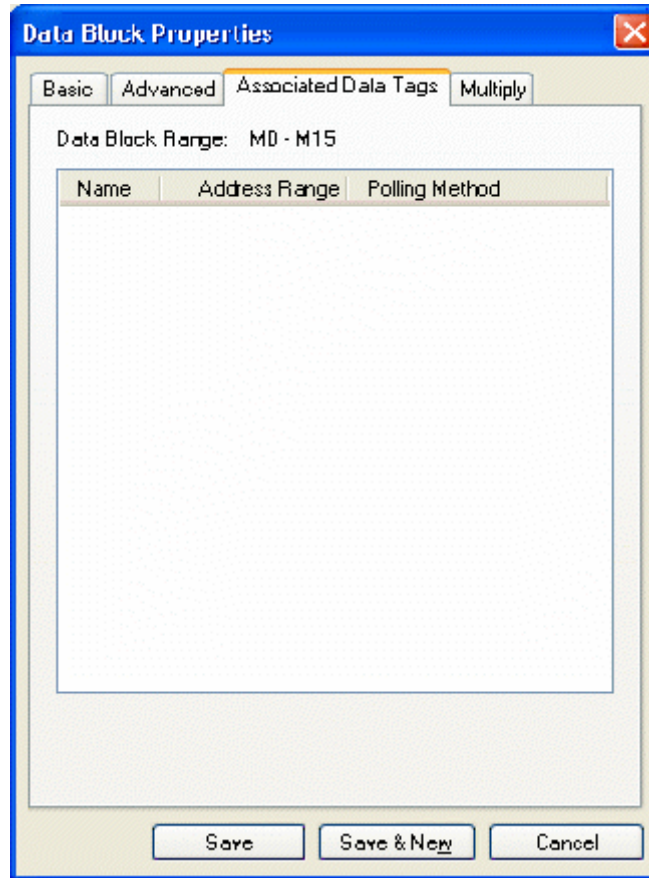 Data Block Properties
Basic Advanced Associated Data Tags Multiply
Data Block Range: M0 - M15
Name Address Range Polling Method
Save Save & New Cancel